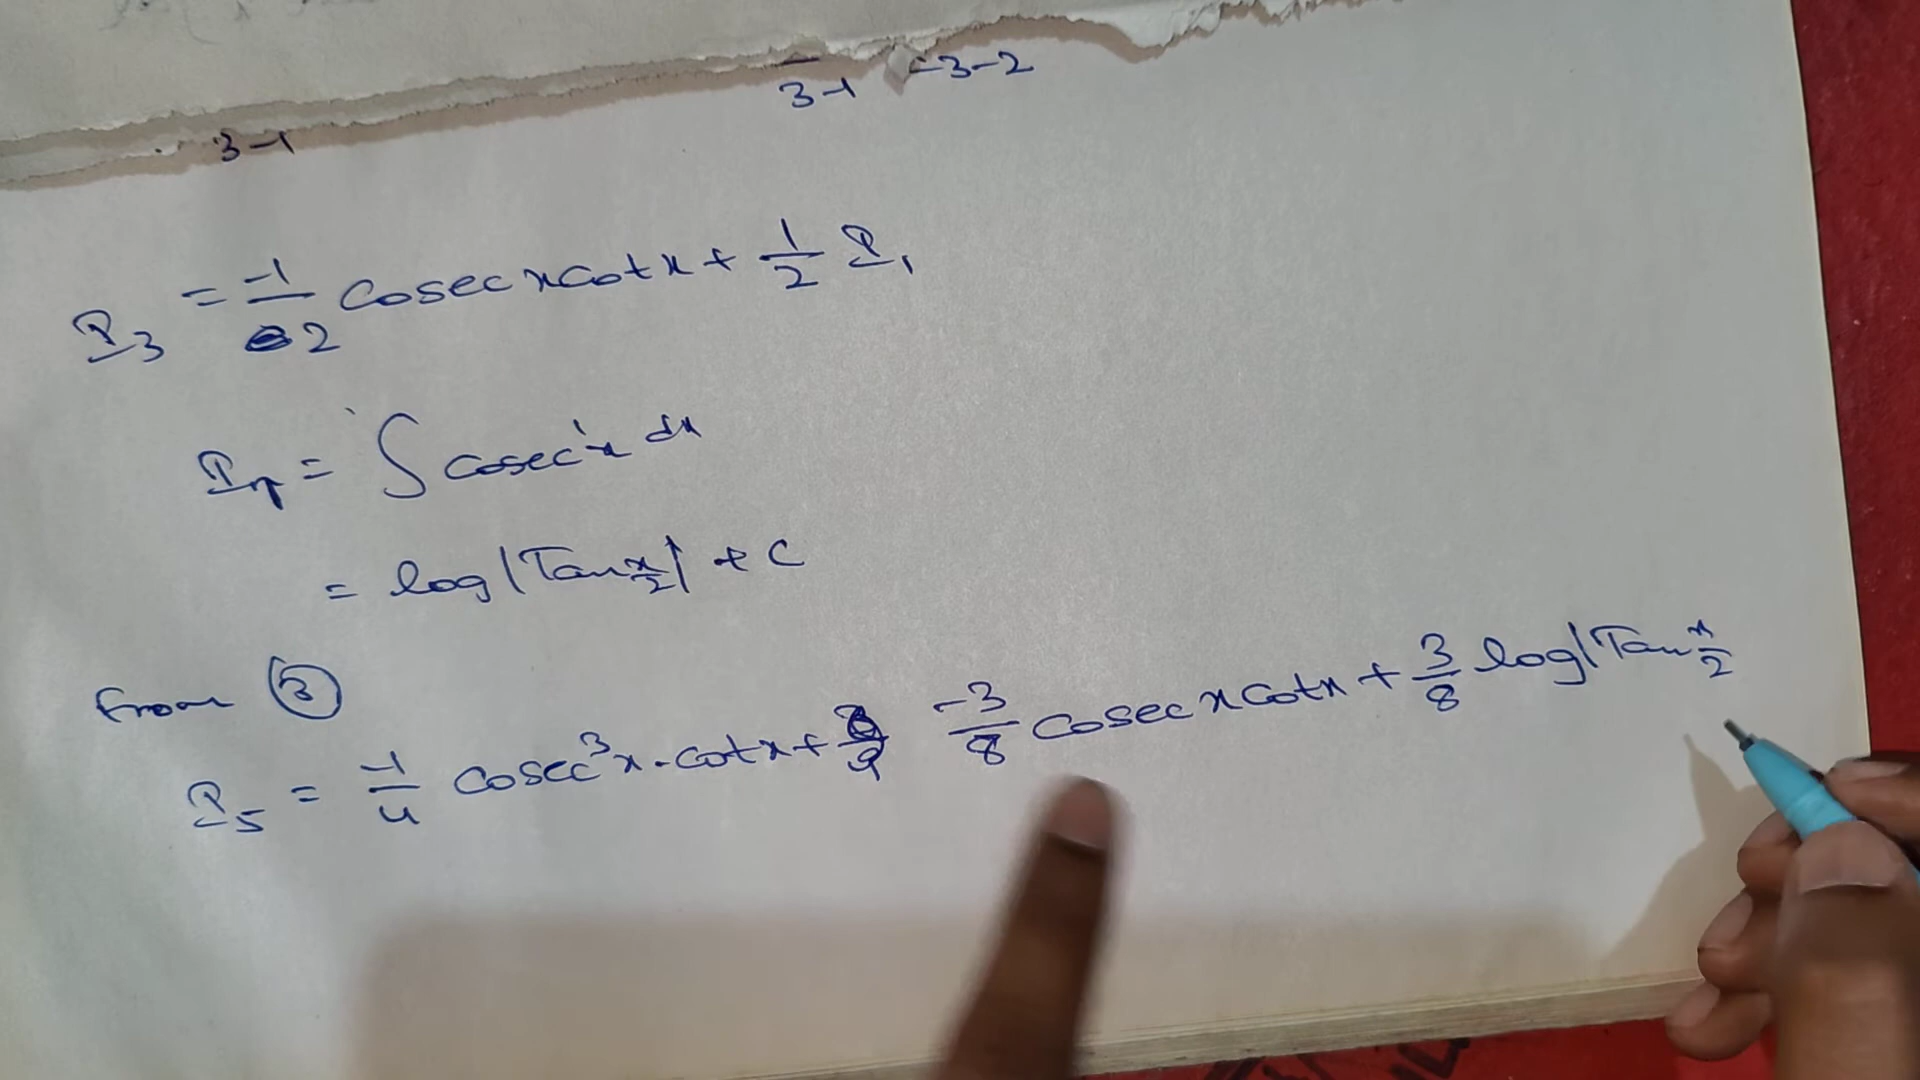 3-1 -3-2
3-1
I₃ = -1/2 cosec x cot x + 1/2 I₁
I₁ = ∫ cosec¹x dx
= log|Tan x/2| + c
from ③
I₅ = -1/4 cosec³x . cot x + -3/8 cosec x cot x + 3/8 log|Tan x/2